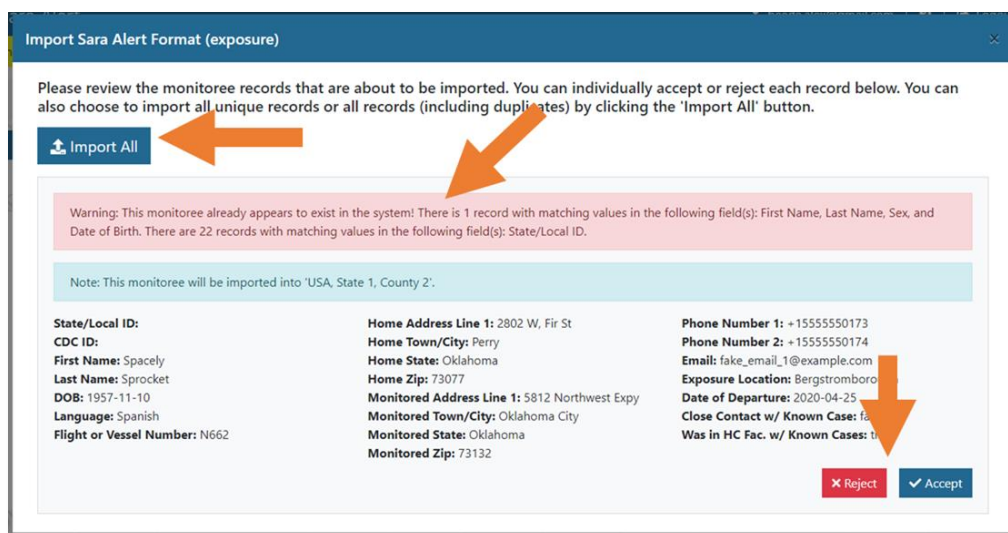 Import Sara Alert Format (exposure)
×
Please review the monitoree records that are about to be imported. You can individually
accept or reject each record below. You can
also choose to import all unique records or all records (including duplicates) by clicking the 'Import All' button.
Import All
Warning: This monitoree already appears to exist in the system! There is 1 record with matching values in the following field(s): First Name, Last Name, Sex, and
Date of Birth. There are 22 records with matching values in the following field(s): State/Local ID.
Note: This monitoree will be imported into 'USA, State 1, County 2'.
State/Local ID:
CDC ID:
First Name: Spacely
Last Name: Sprocket
DOB: 1957-11-10
Language: Spanish
Flight or Vessel Number: N662
Home Address Line 1: 2802 W, Fir St
Home Town/City: Perry
Home State: Oklahoma
Home Zip: 73077
Monitored Address Line 1: 5812 Northwest Expy
Monitored Town/City: Oklahoma City
Monitored State: Oklahoma
Monitored Zip: 73132
Phone Number 1: +15555550173
Phone Number 2: +15555550174
Email: fake_email_1@example.com
Exposure Location:
Date of Departure: 2020-04-25
Close Contact w/ Known Case:
Was in HC Fac. w/ Known Cases:
Reject
Accept